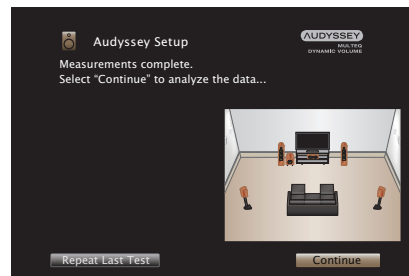 Audyssey Setup
AUDYSSEY
MULTEQ
DYNAMIC VOLUME
Measurements complete.
Select “Continue” to analyze the data...
Repeat Last Test
Continue